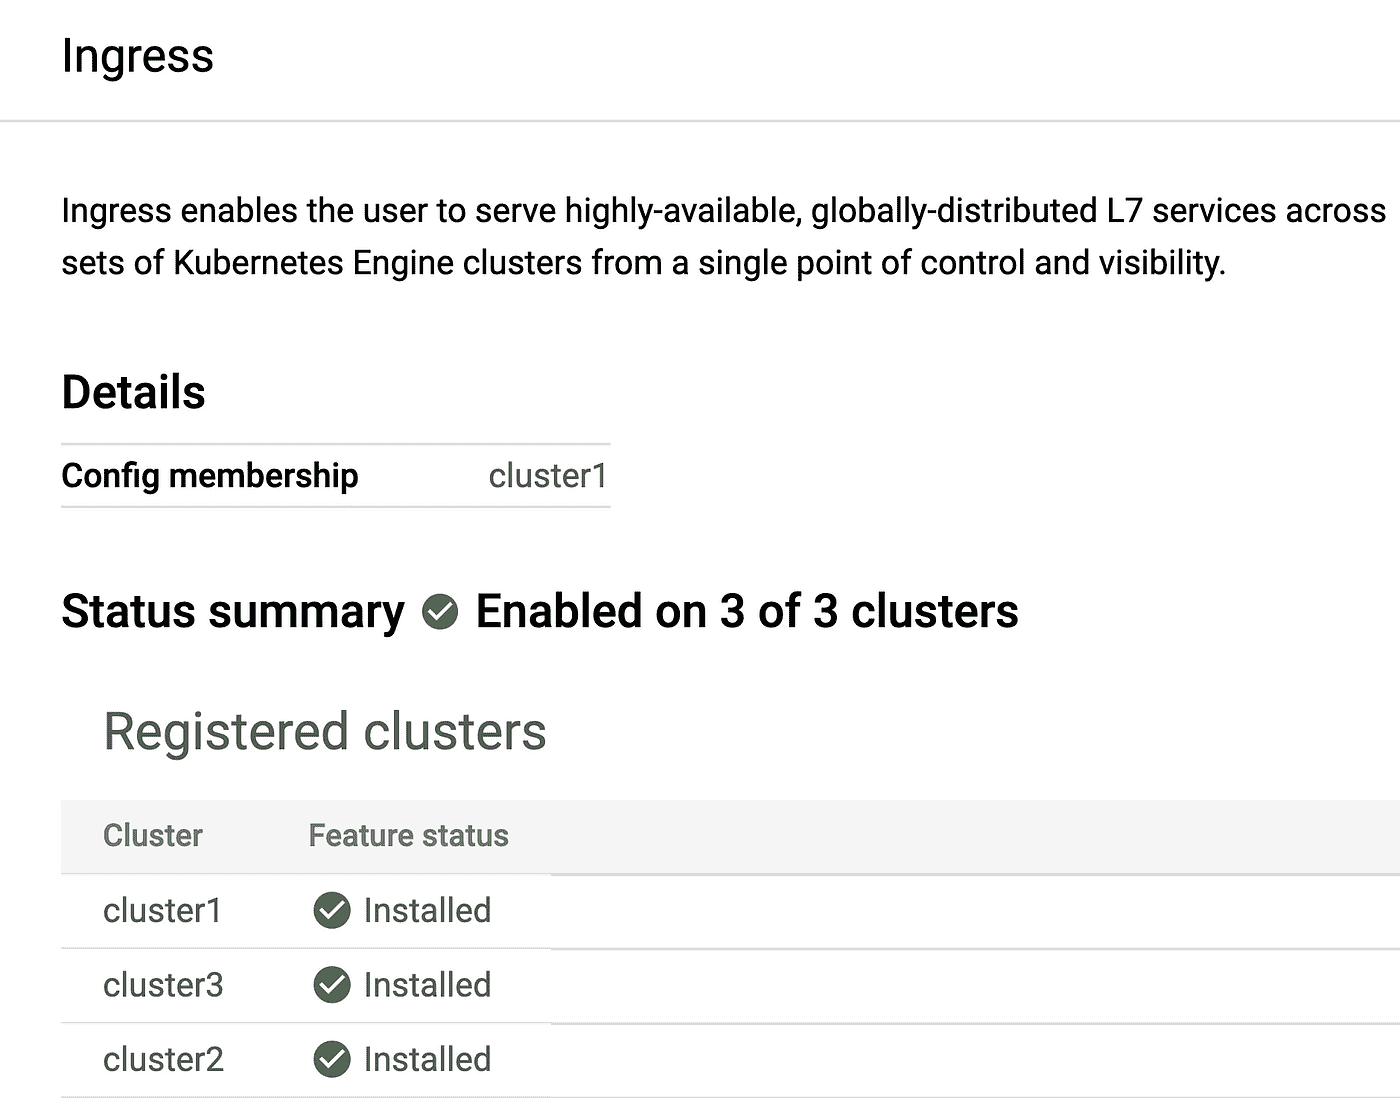 Ingress
Ingress enables the user to serve highly-available, globally-distributed L7 services across
sets of Kubernetes Engine clusters from a single point of control and visibility.
Details
Config membership cluster1
Status summary Enabled on 3 of 3 clusters
Registered clusters
Cluster Feature status
cluster1 Installed
cluster3 Installed
cluster2 Installed